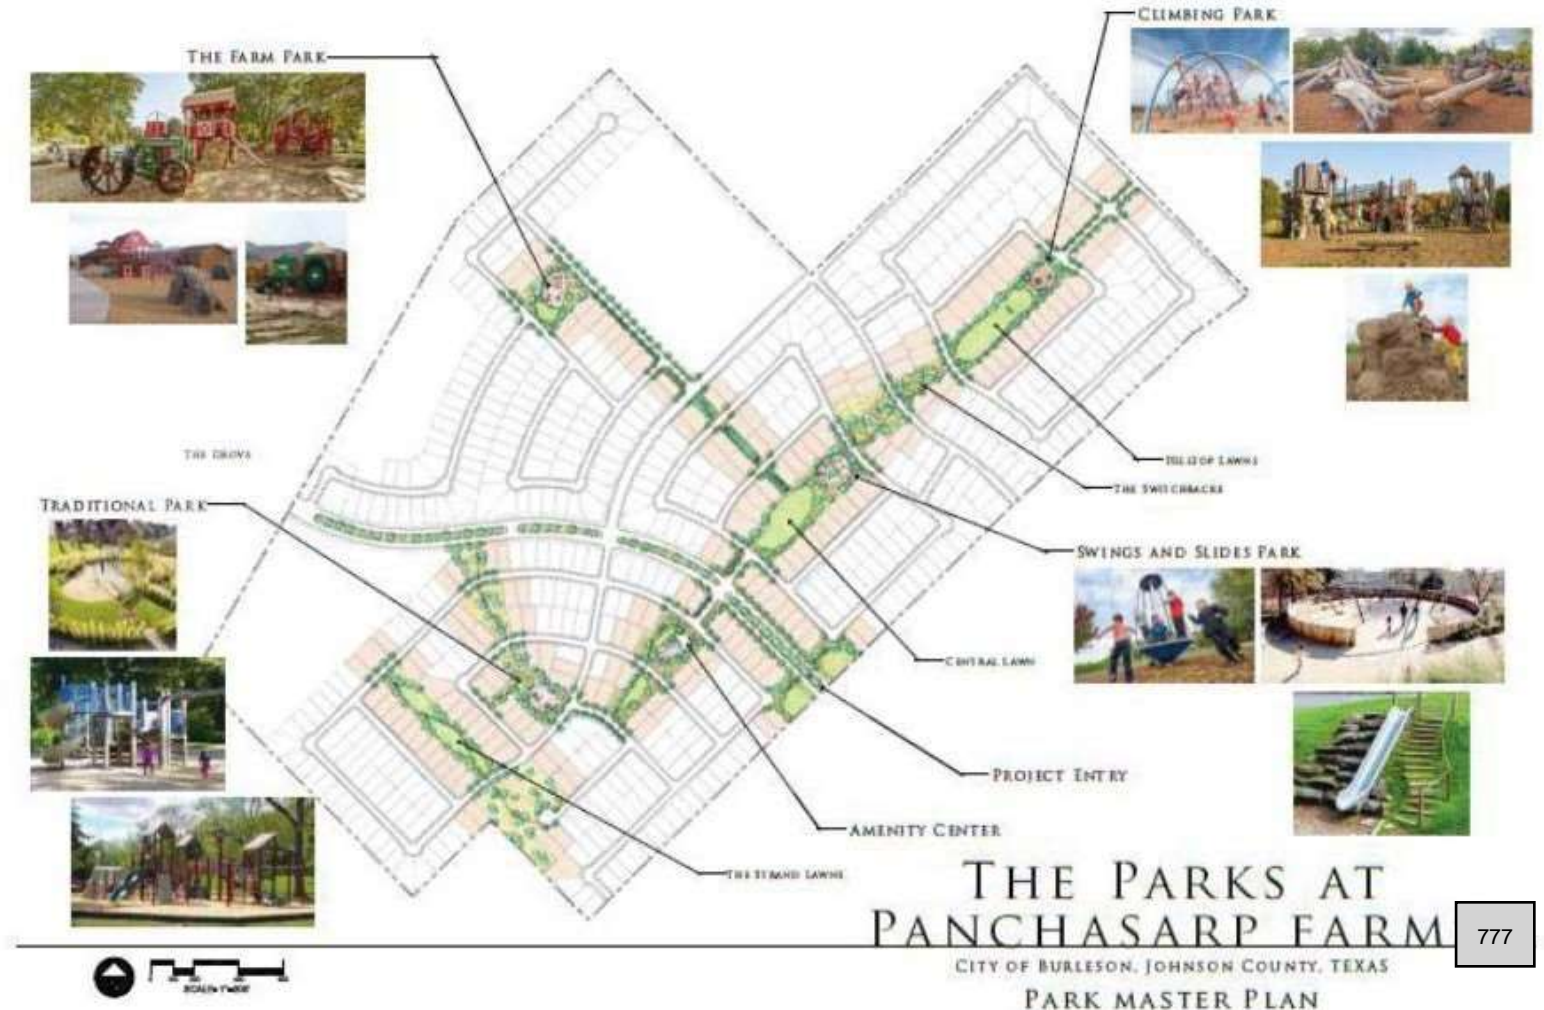 CLIMBING PARK
THE FARM PARK
THE GROVE
TRADITIONAL PARK
HILLTOP LAWNS
THE SWITCHBACKS
SWINGS AND SLIDES PARK
CENTRAL LAWN
PROJECT ENTRY
AMENITY CENTER
THE STRAND LAWNS
THE PARKS AT
PANCHASARP FARM
777
CITY OF BURLESON, JOHNSON COUNTY, TEXAS
PARK MASTER PLAN